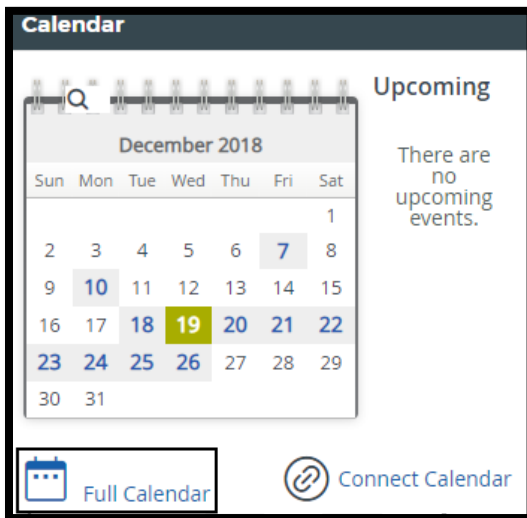 Calendar
Upcoming
December 2018
There are
no
upcoming
events.
Sun Mon Tue Wed Thu Fri Sat
1
2 3 4 5 6 7 8
9 10 11 12 13 14 15
16 17 18 19 20 21 22
23 24 25 26 27 28 29
30 31
Full Calendar
Connect Calendar